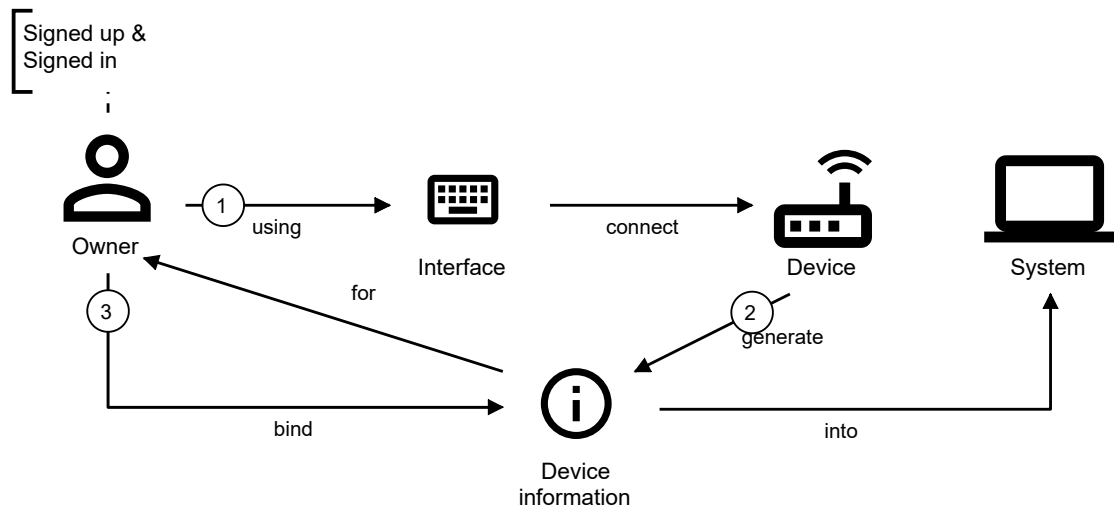 Signed up &
Signed in
1
using
connect
Owner
Interface
Device
System
for
3
2
generate
bind
into
Device
information